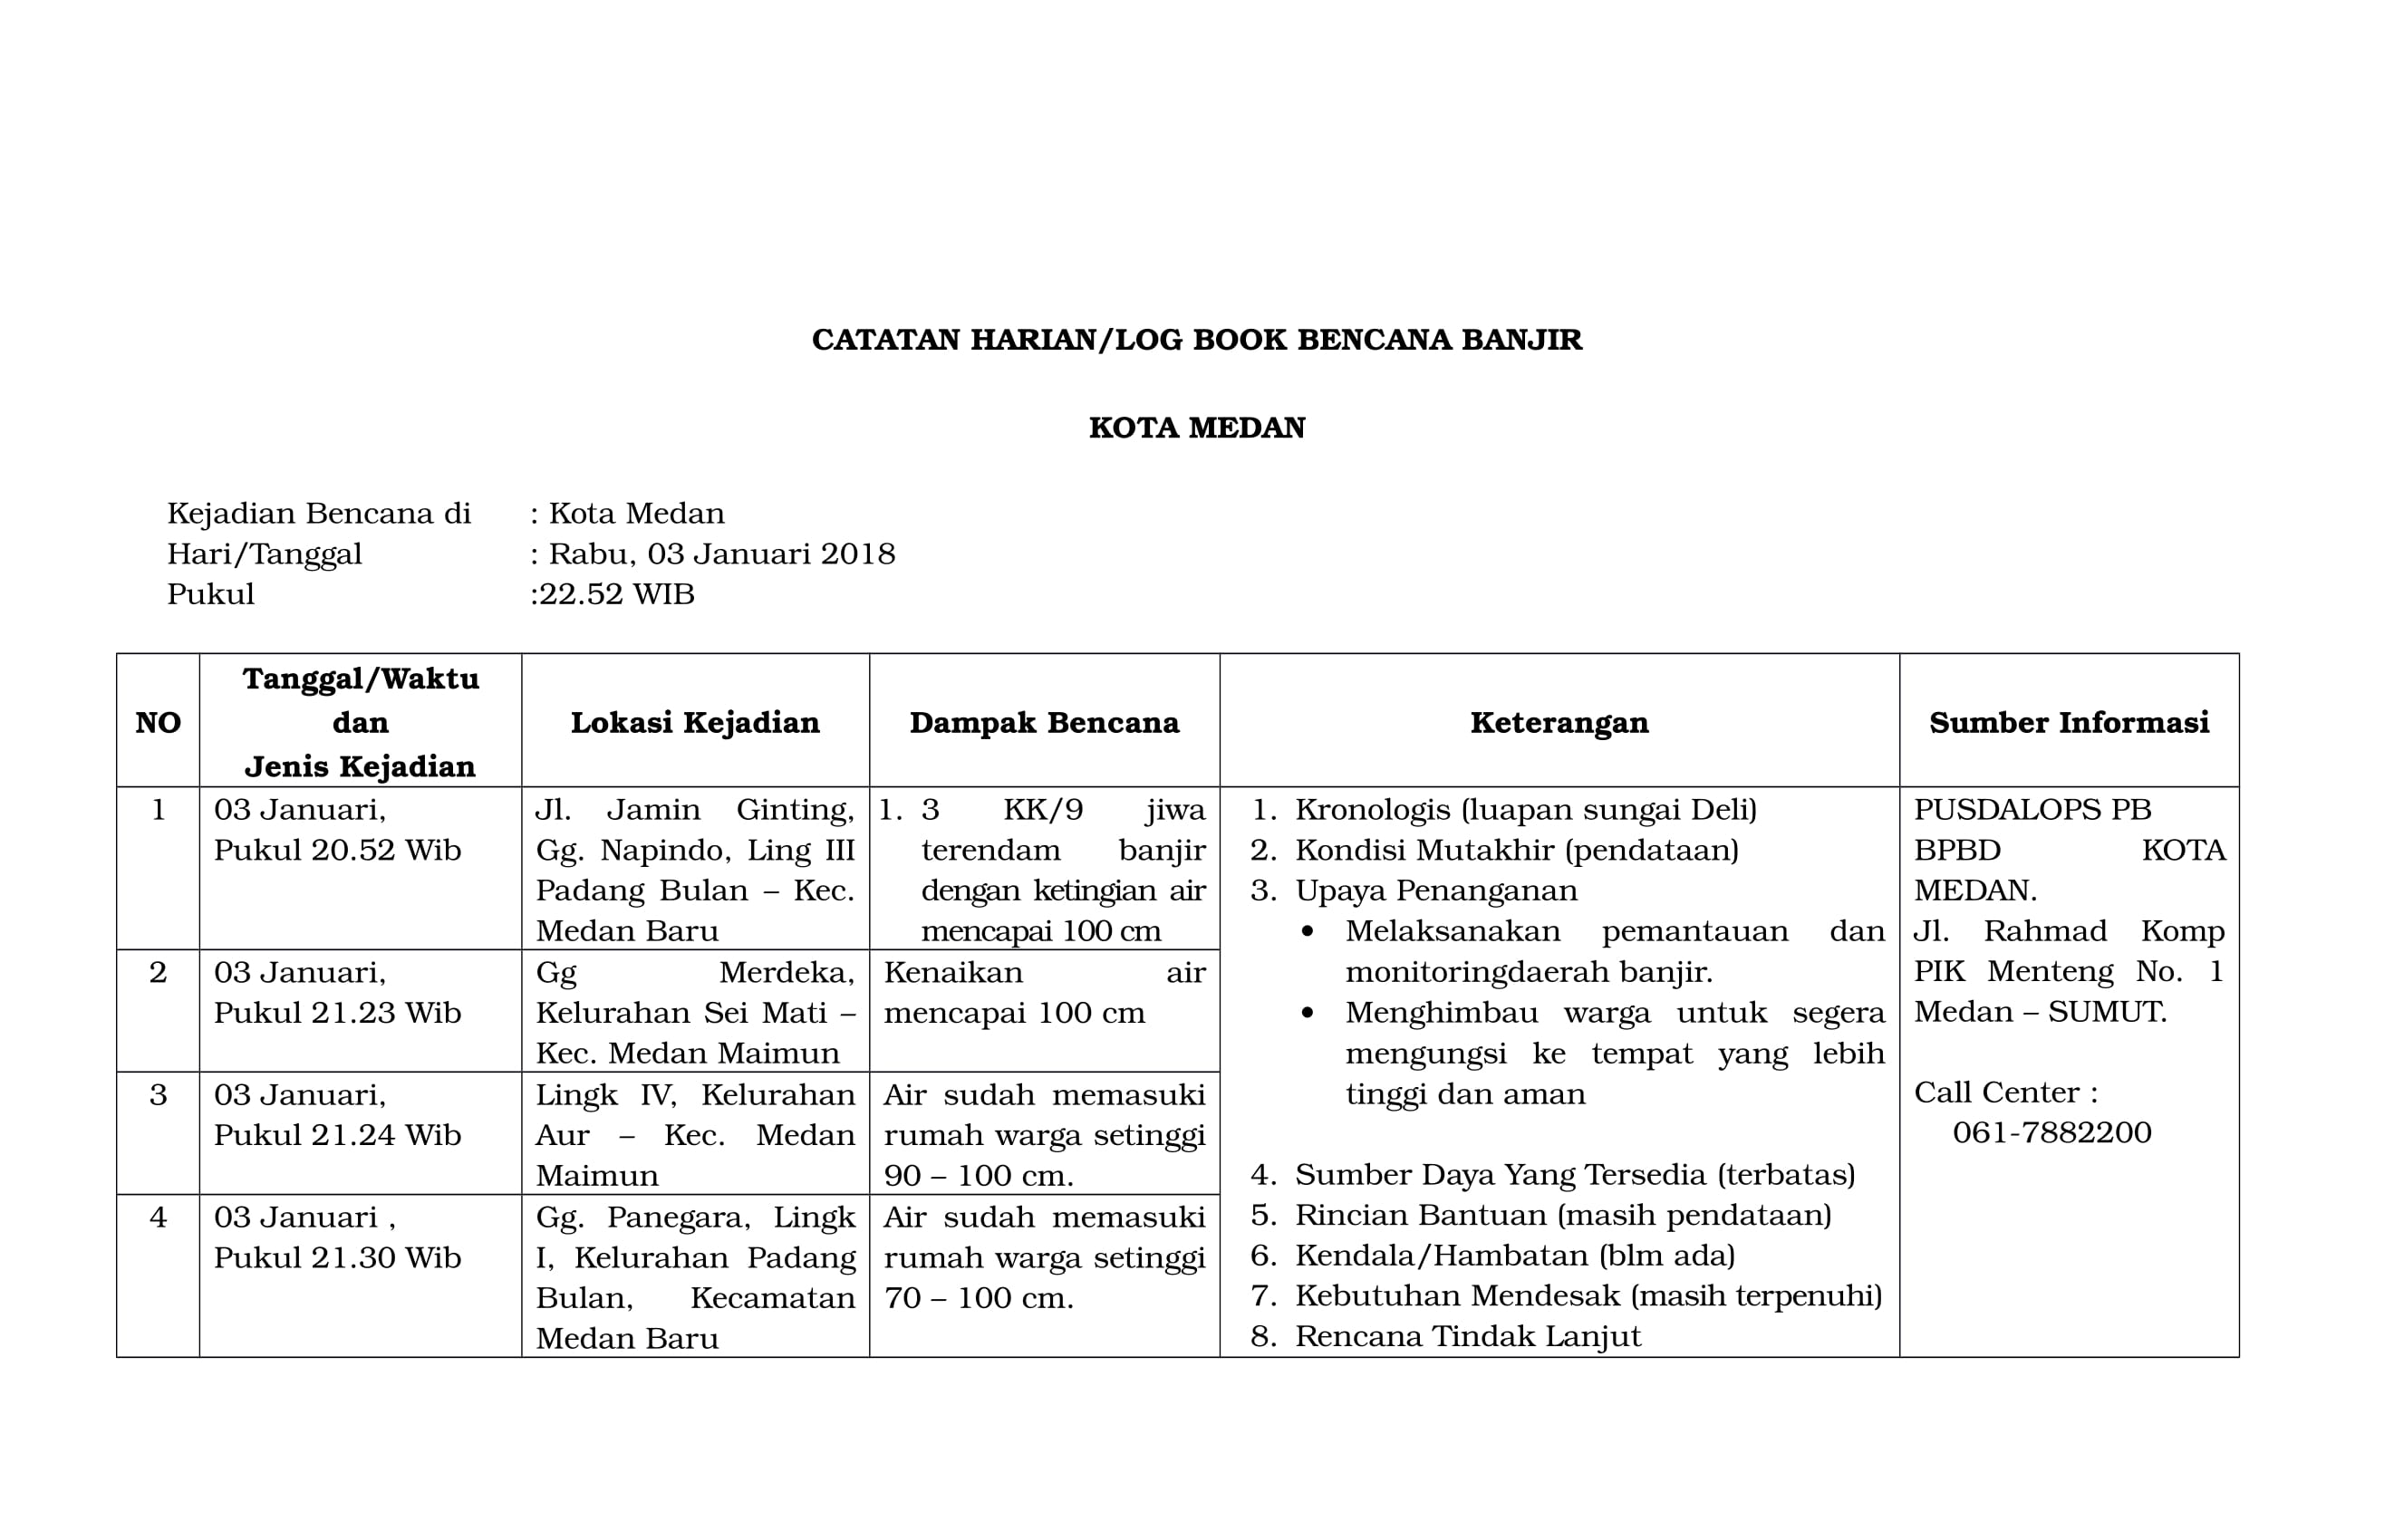 CATATAN HARIAN/LOG BOOK BENCANA BANJIR
KOTA MEDAN
Kejadian Bencana di : Kota Medan
Hari/Tanggal : Rabu, 03 Januari 2018
Pukul :22.52 WIB
NO
Tanggal/Waktu
dan
Jenis Kejadian
Lokasi Kejadian
Dampak Bencana
Keterangan
Sumber Informasi
1
03 Januari,
Pukul 20.52 Wib
Jl. Jamin Ginting,
Gg. Napindo, Ling III
Padang Bulan – Kec.
Medan Baru
1. 3 KK/9 jiwa
terendam banjir
dengan ketingian air
mencapai 100 cm
1. Kronologis (luapan sungai Deli)
2. Kondisi Mutakhir (pendataan)
3. Upaya Penanganan
• Melaksanakan pemantauan dan
monitoringdaerah banjir.
• Menghimbau warga untuk segera
mengungsi ke tempat yang lebih
tinggi dan aman
4. Sumber Daya Yang Tersedia (terbatas)
5. Rincian Bantuan (masih pendataan)
6. Kendala/Hambatan (blm ada)
7. Kebutuhan Mendesak (masih terpenuhi)
8. Rencana Tindak Lanjut
PUSDALOPS PB
BPBD KOTA
MEDAN.
Jl. Rahmad Komp
PIK Menteng No. 1
Medan – SUMUT.
Call Center :
061-7882200
2
03 Januari,
Pukul 21.23 Wib
Gg Merdeka,
Kelurahan Sei Mati –
Kec. Medan Maimun
Kenaikan air
mencapai 100 cm
3
03 Januari,
Pukul 21.24 Wib
Lingk IV, Kelurahan
Aur – Kec. Medan
Maimun
Air sudah memasuki
rumah warga setinggi
90 – 100 cm.
4
03 Januari ,
Pukul 21.30 Wib
Gg. Panegara, Lingk
I, Kelurahan Padang
Bulan, Kecamatan
Medan Baru
Air sudah memasuki
rumah warga setinggi
70 – 100 cm.